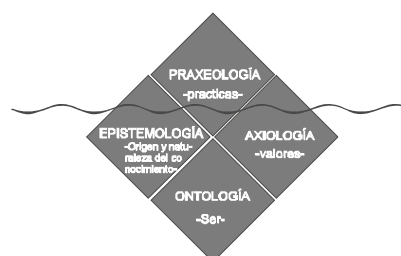 PRAXEOLOGÍA
-practicas-
EPISTEMOLOGÍA
-Origen y natu-
raleza del co
nocimiento-
AXIOLOGÍA
-valores-
ONTOLOGÍA
-Ser-